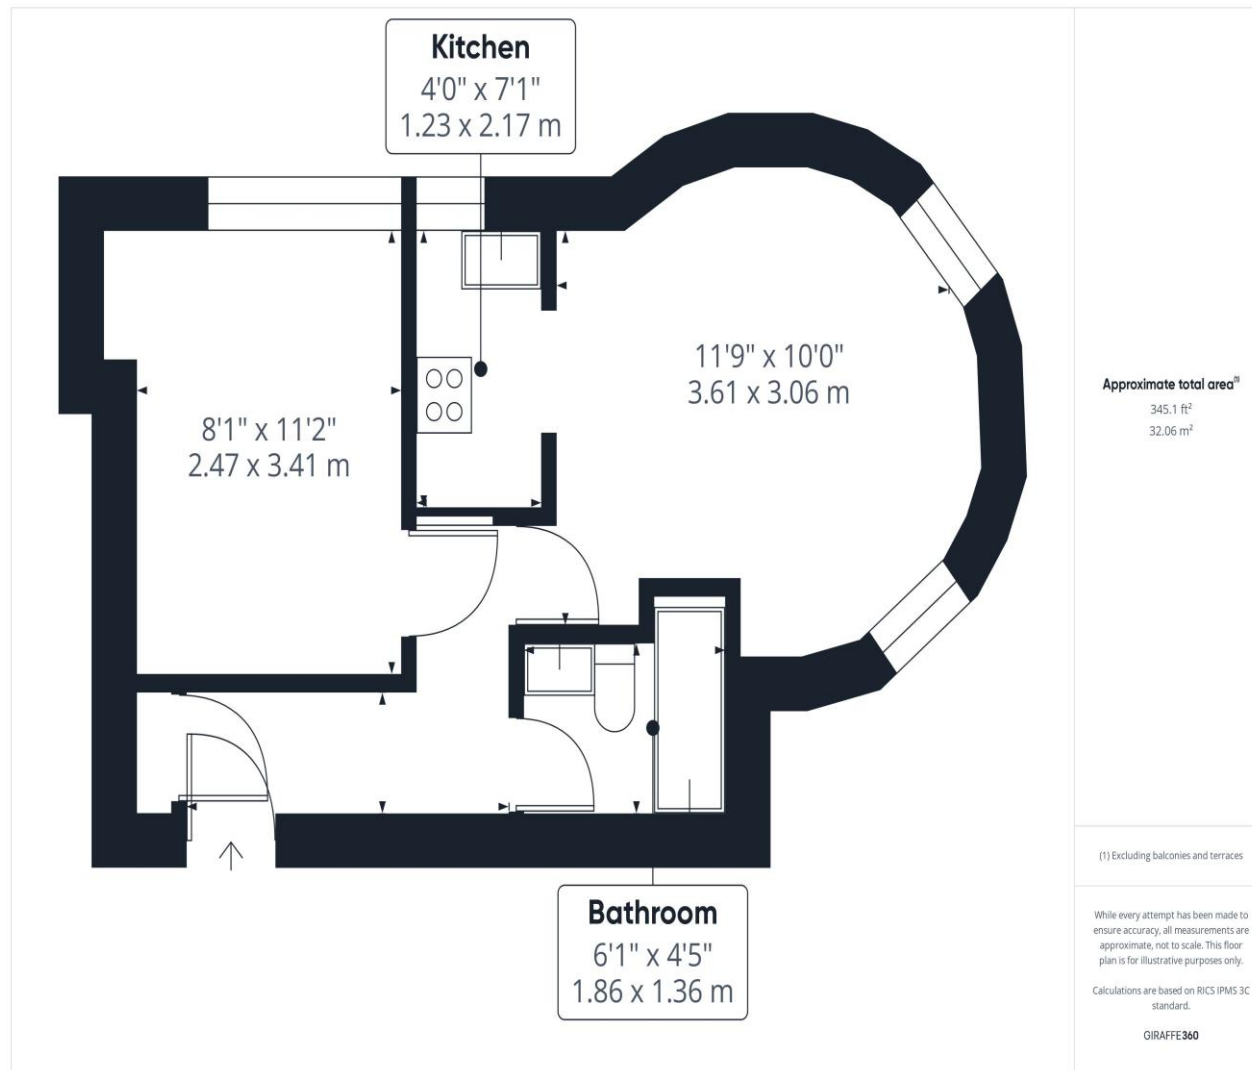 Kitchen
4'0" x 7'1"
1.23 x 2.17 m
11'9" x 10'0"
3.61 x 3.06 m
8'1" x 11'2"
2.47 x 3.41 m
Bathroom
6'1" x 4'5"
1.86 x 1.36 m
Approximate total area(1)
345.1 ft²
32.06 m²
(1) Excluding balconies and terraces
While every attempt has been made to
ensure accuracy, all measurements are
approximate, not to scale. This floor
plan is for illustrative purposes only.
Calculations are based on RICS IPMS 3C
standard.
GIRAFFE360